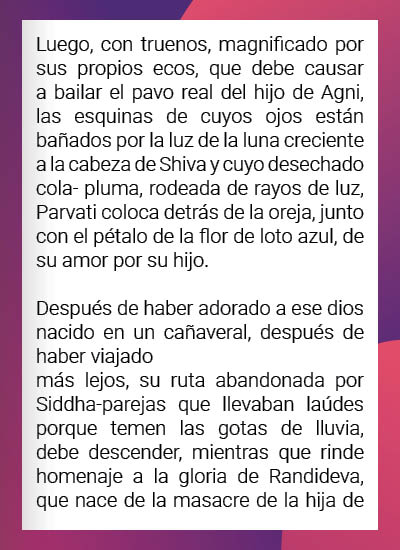 Luego, con truenos, magnificado por
sus propios ecos, que debe causar
a bailar el pavo real del hijo de Agni,
las esquinas de cuyos ojos están
bañados por la luz de la luna creciente
a la cabeza de Shiva y cuyo desechado
cola- pluma, rodeada de rayos de luz,
Parvati coloca detrás de la oreja, junto
con el pétalo de la flor de loto azul, de
su amor por su hijo.

Después de haber adorado a ese dios
nacido en un cañaveral, después de
haber viajado
más lejos, su ruta abandonada por
Siddha-parejas que llevaban laúdes
porque temen las gotas de lluvia,
debe descender, mientras que rinde
homenaje a la gloria de Randideva,
que nace de la masacre de la hija de